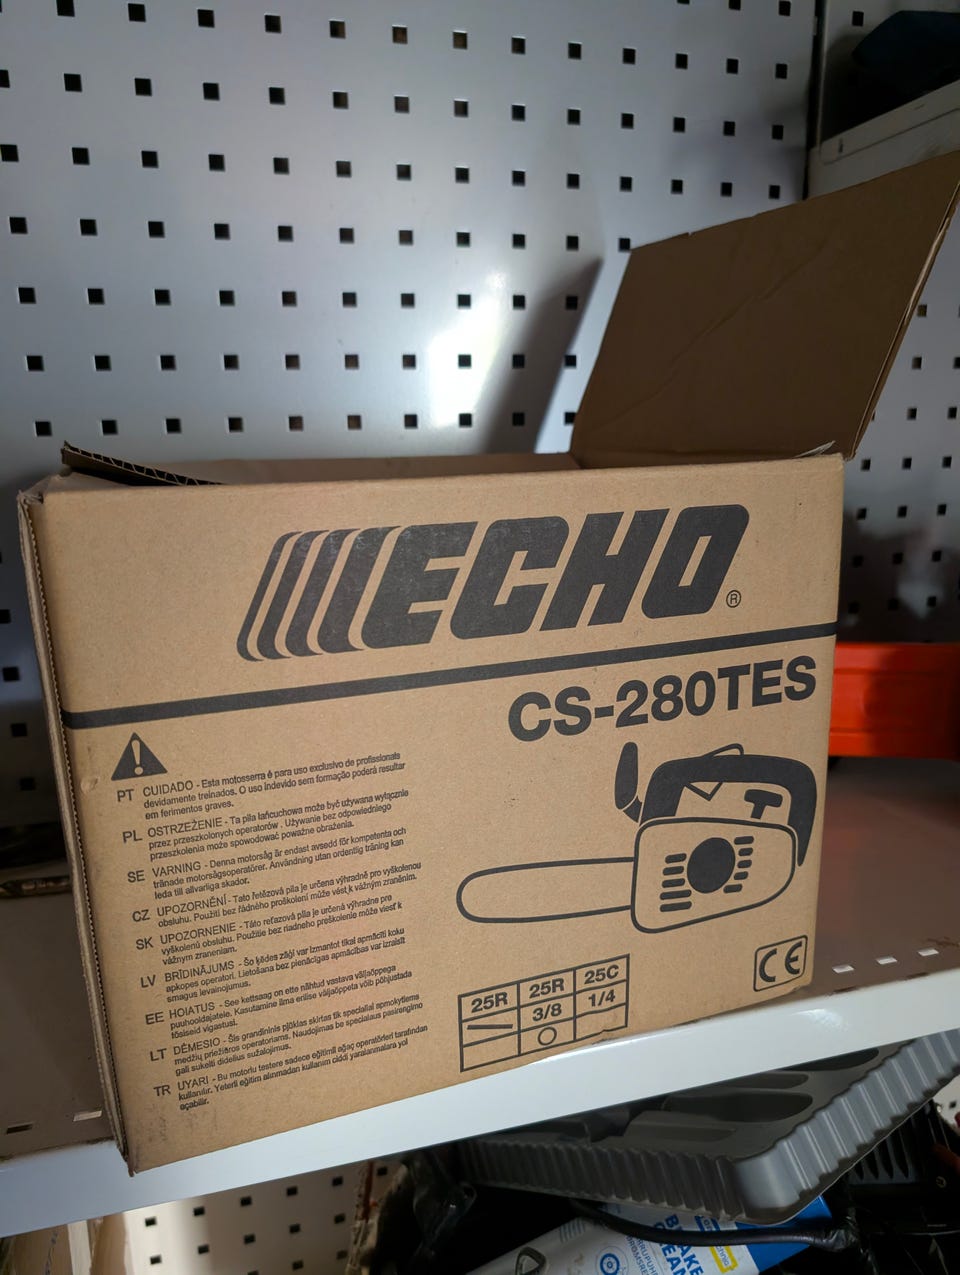 ECHO®
CS-280TES
PT CUIDADO - Esta motosserra é para uso exclusivo de profissionais
devidamente treinados. O uso indevido sem formação poderá resultar
em ferimentos graves.
PL OSTRZEŻENIE - Ta piła łańcuchowa może być używana wyłącznie
przez przeszkolonych operatorów. Używanie bez odpowiedniego
przeszkolenia może spowodować poważne obrażenia.
SE VARNING - Denna motorsåg är endast avsedd för kompetenta och
tränade motorsågsoperatörer. Användning utan ordentlig träning kan
leda till allvarliga skador.
CZ UPOZORNĚNÍ - Tato řetězová pila je určena výhradně pro vyškolenou
obsluhu. Použití bez řádného proškolení může vést k vážným zraněním.
SK UPOZORNENIE - Táto reťazová pila je určená výhradne pre
vyškolenú obsluhu. Použitie bez riadneho preškolenie môže viesť k
vážnym zraneniam.
LV BRĪDINĀJUMS - Šo ķēdes zāģi var izmantot tikai apmācīti koku
apkopes operatori. Lietošana bez pienācīgas apmācības var izraisīt
smagus ievainojumus.
EE HOIATUS - See kettsaag on ette nähtud vastava väljaõppega
puuhooldajatele. Kasutamine ilma erilise väljaõppeta võib põhjustada
tõsiseid vigastusi.
LT DĖMESIO - Šis grandininis pjūklas skirtas tik specialiai apmokytiems
medžių priežiūros operatoriams. Naudojimas be specialaus pasirengimo
gali sukelti didelius sužalojimus.
TR UYARI - Bu motorlu testere sadece eğitimli ağaç operatörleri tarafından
kullanılır. Yeterli eğitim alınmadan kullanım ciddi yaralanmalara yol
açabilir.
25R 25R 25C
3/8 1/4
CE
BRAKE